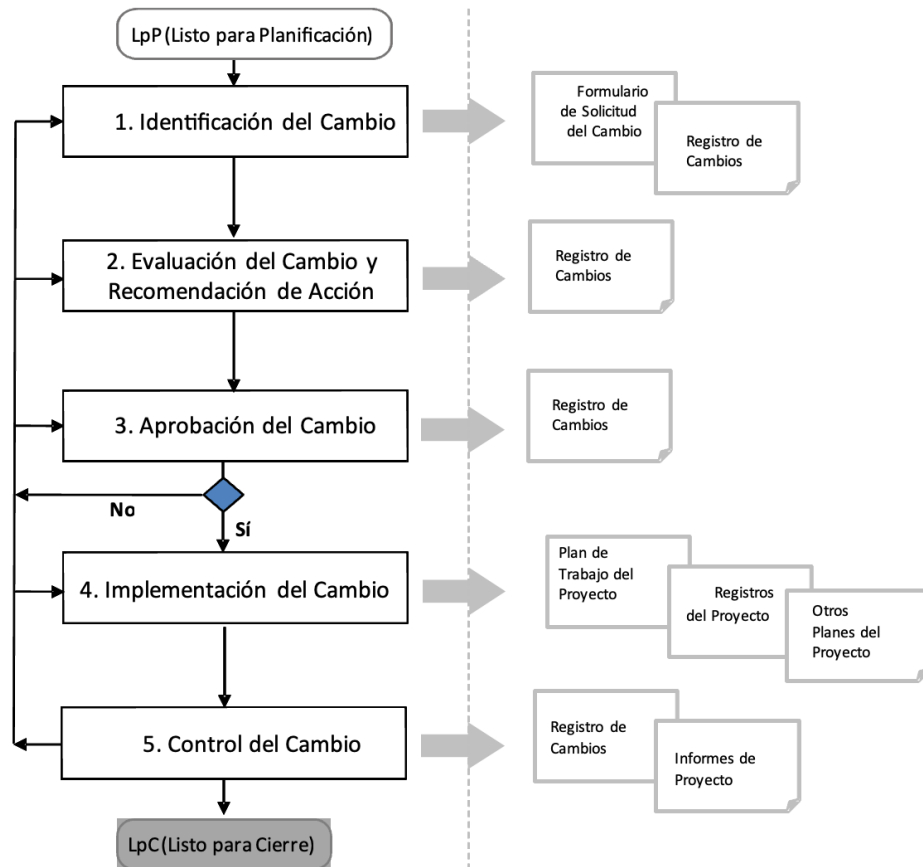 LpP (Listo para Planificación)
1. Identificación del Cambio
Formulario
de Solicitud
del Cambio
Registro de
Cambios
2. Evaluación del Cambio y
Recomendación de Acción
Registro de
Cambios
3. Aprobación del Cambio
Registro de
Cambios
No
Sí
4. Implementación del Cambio
Plan de
Trabajo del
Proyecto
Registros
del Proyecto
Otros
Planes del
Proyecto
5. Control del Cambio
Registro de
Cambios
Informes de
Proyecto
LpC (Listo para Cierre)